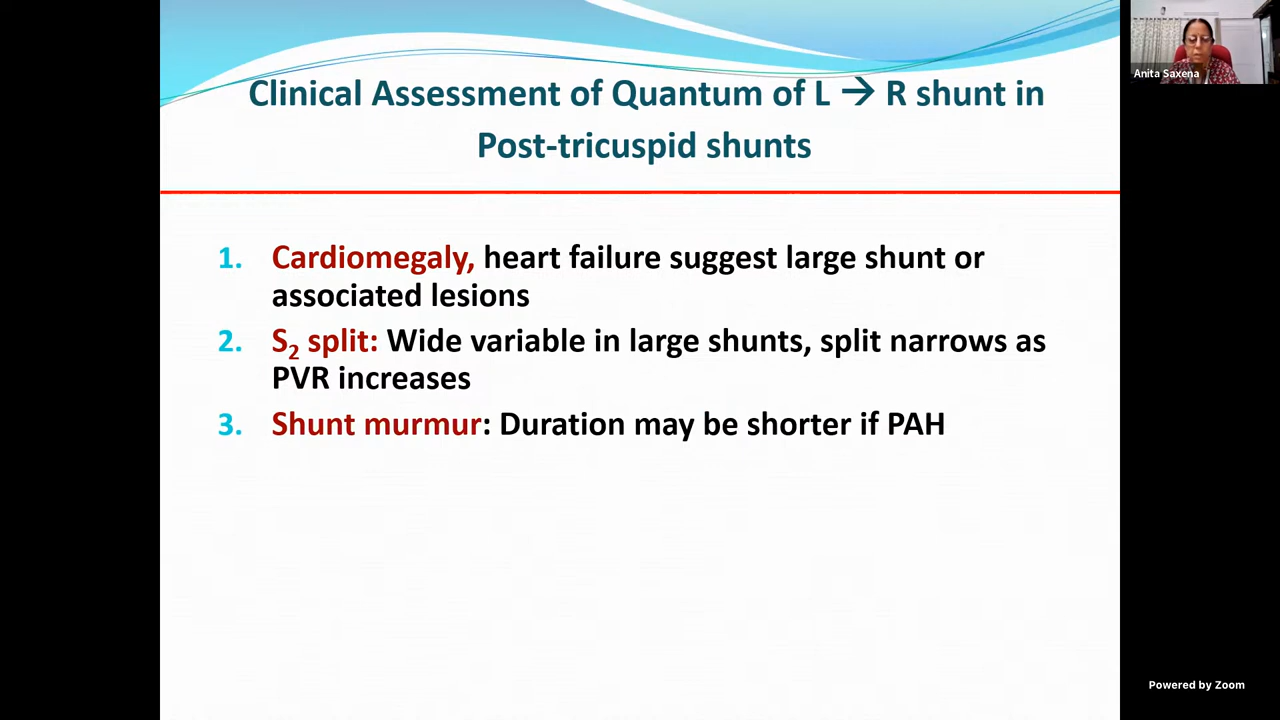 Clinical Assessment of Quantum of L → R shunt in
Post-tricuspid shunts
1. Cardiomegaly, heart failure suggest large shunt or
associated lesions
2. S2 split: Wide variable in large shunts, split narrows as
PVR increases
3. Shunt murmur: Duration may be shorter if PAH
Anita Saxena
Powered by Zoom